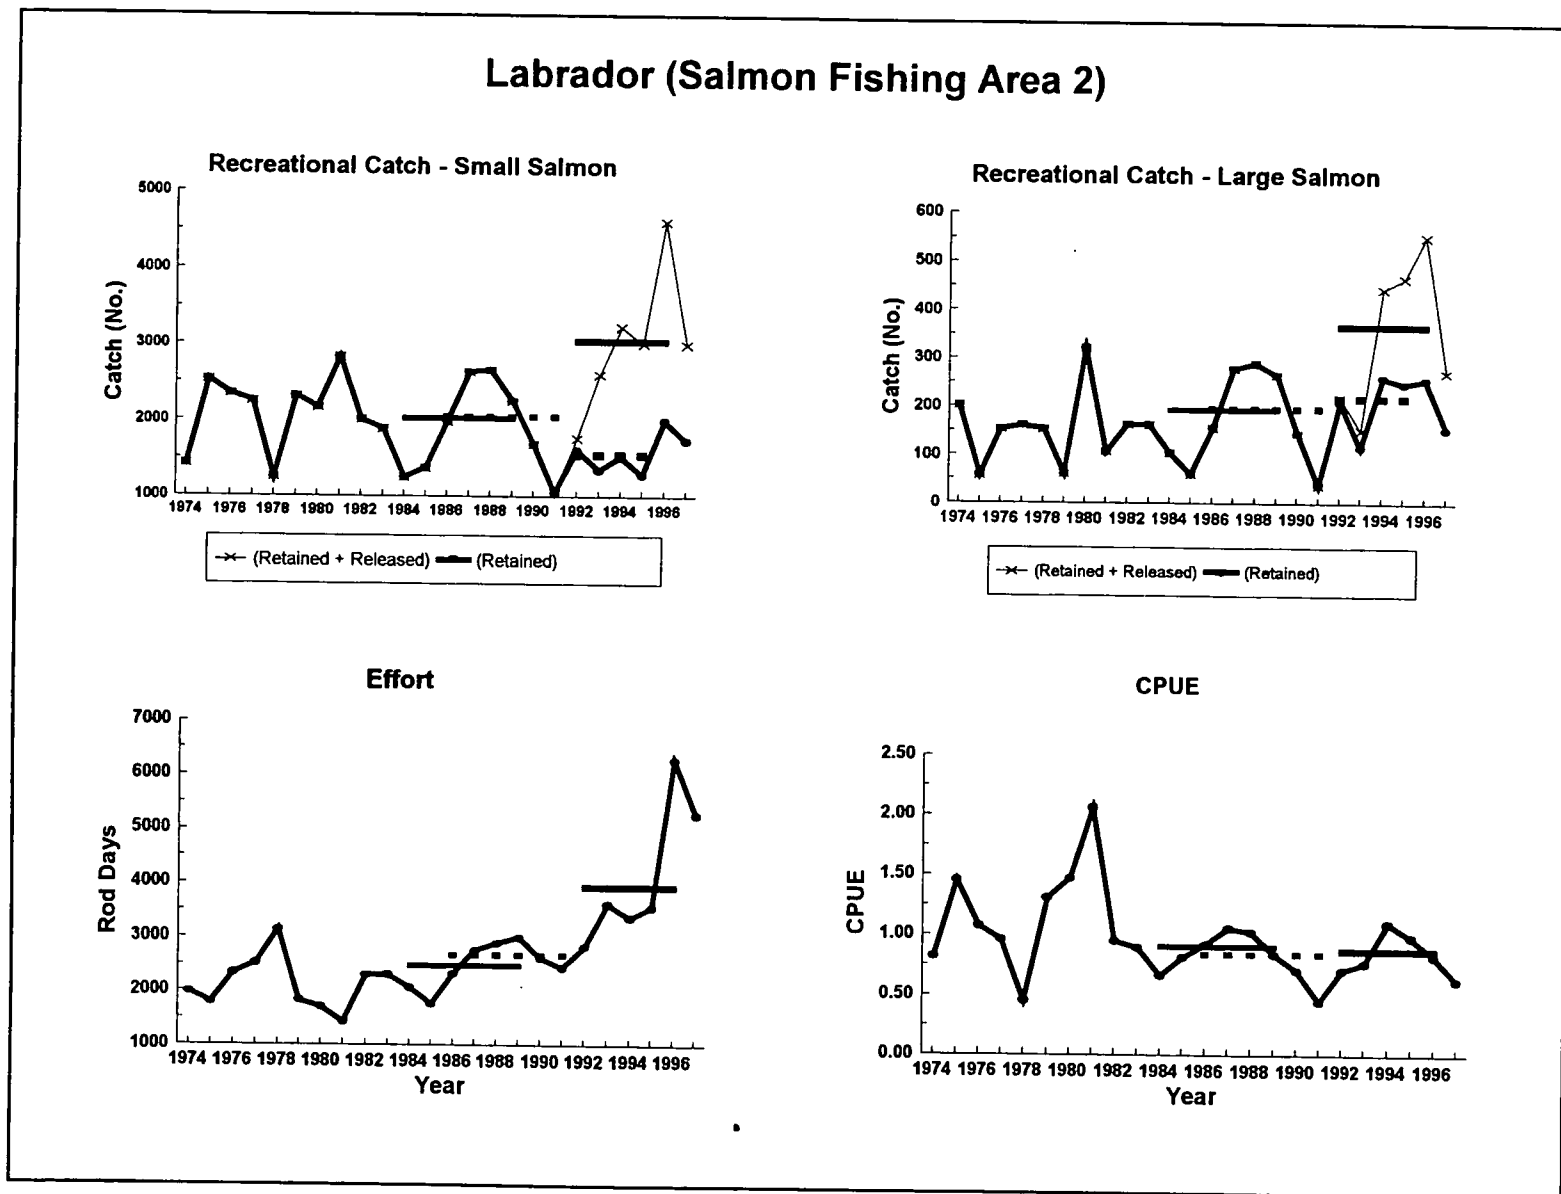 Labrador (Salmon Fishing Area 2)
Recreational Catch - Small Salmon
5000
4000
3000
2000
1000
Catch (No.)
1974 1976 1978 1980 1982 1984 1986 1988 1990 1992 1994 1996
(Retained + Released) (Retained)
Recreational Catch - Large Salmon
600
500
400
300
200
100
0
Catch (No.)
1974 1976 1978 1980 1982 1984 1986 1988 1990 1992 1994 1996
(Retained + Released) (Retained)
Effort
7000
6000
5000
4000
3000
2000
1000
Rod Days
1974 1976 1978 1980 1982 1984 1986 1988 1990 1992 1994 1996
Year
CPUE
2.50
2.00
1.50
1.00
0.50
0.00
CPUE
1974 1976 1978 1980 1982 1984 1986 1988 1990 1992 1994 1996
Year